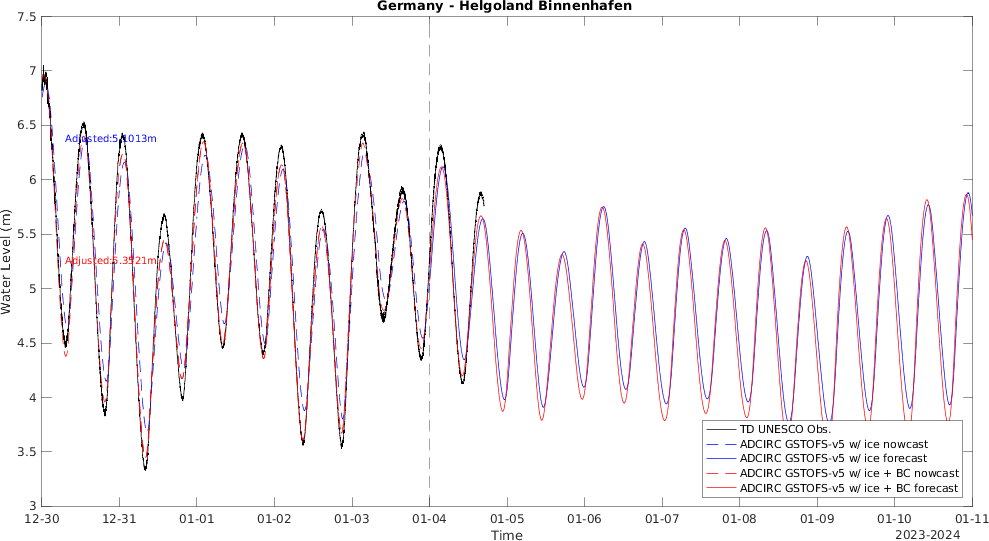 Germany - Helgoland Binnenhafen
7.5
7
6.5
6
5.5
5
4.5
4
3.5
3
Water Level (m)
Adjusted:5.1013m
Adjusted:5.3521m
TD UNESCO Obs.
ADCIRC GSTOFS-v5 w/ ice nowcast
ADCIRC GSTOFS-v5 w/ ice forecast
ADCIRC GSTOFS-v5 w/ ice + BC nowcast
ADCIRC GSTOFS-v5 w/ ice + BC forecast
12-30 12-31 01-01 01-02 01-03 01-04 01-05 01-06 01-07 01-08 01-09 01-10 01-11
Time
2023-2024